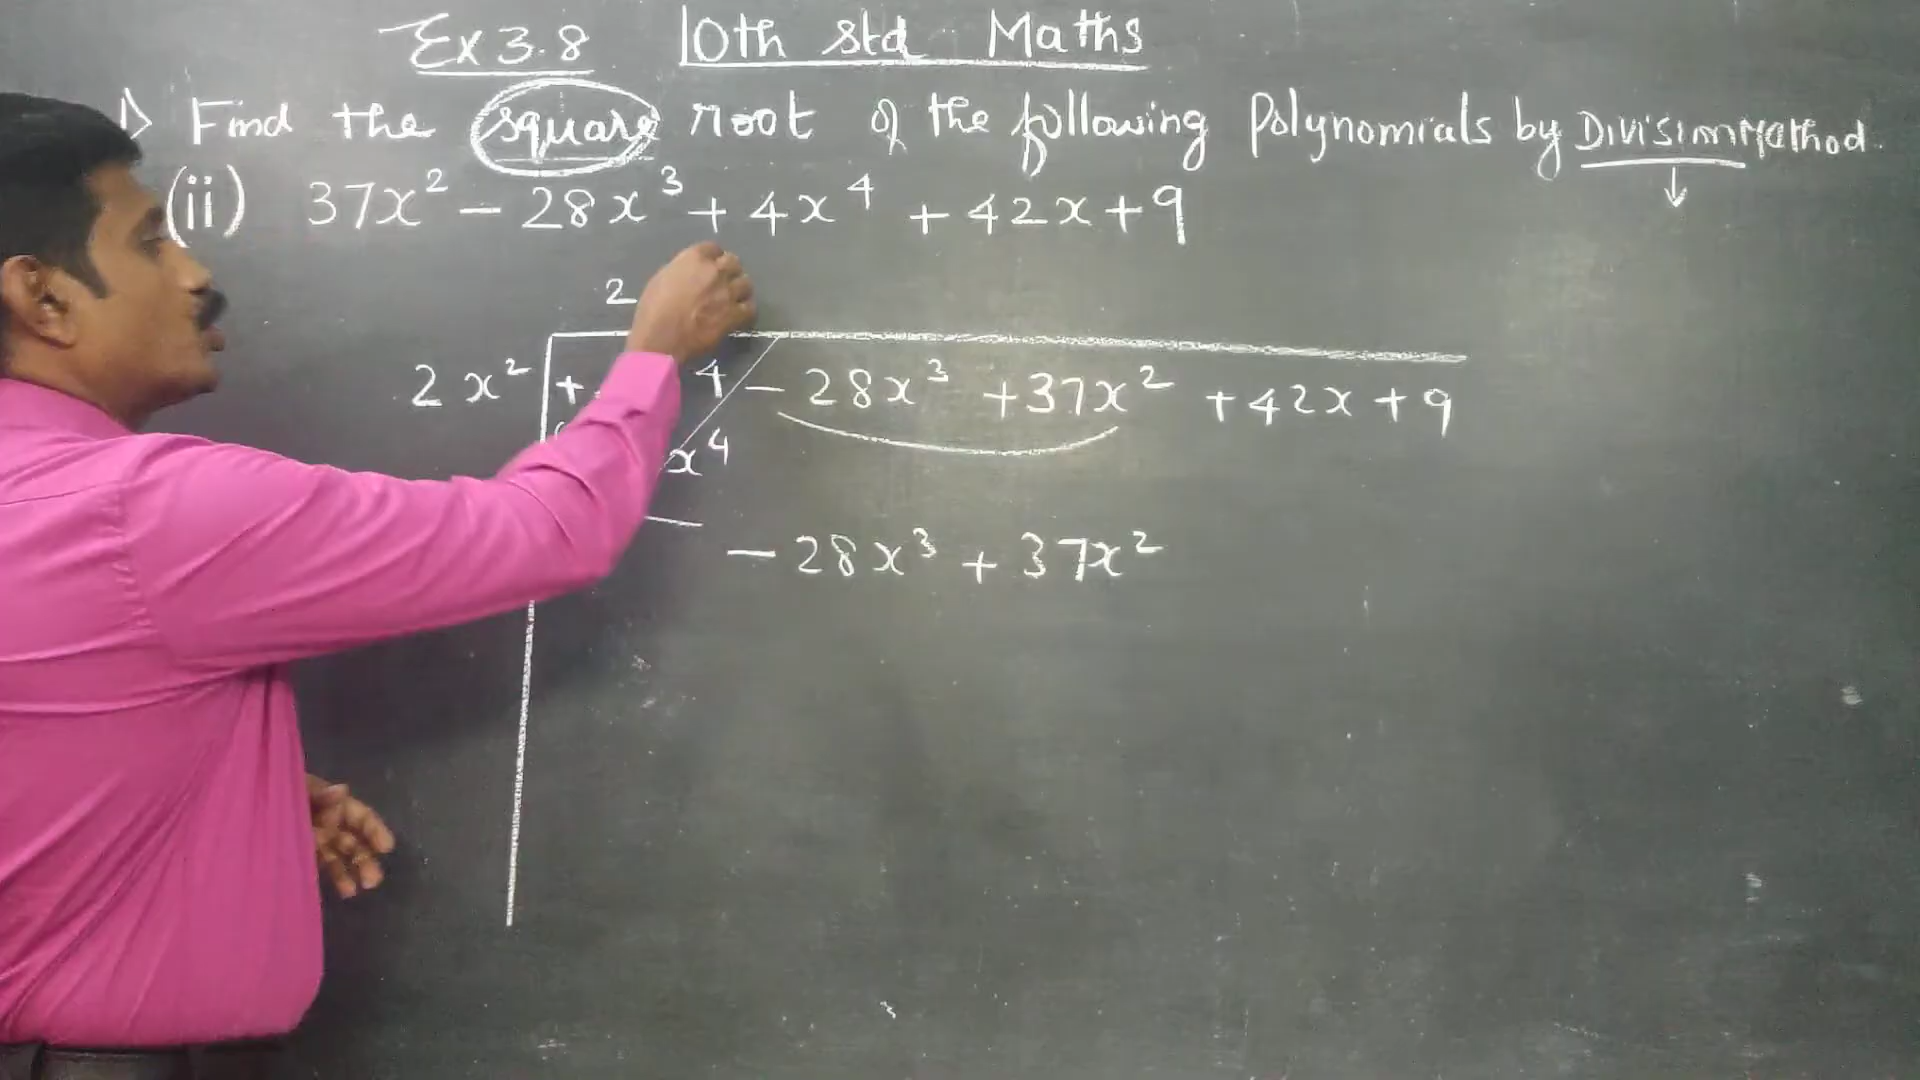 Ex 3.8 10th std Maths
1) Find the square root of the following Polynomials by Division Method.
(ii) 37x² - 28x³ + 4x⁴ + 42x + 9
2
2x² + 4 - 28x³ + 37x² + 42x + 9
x⁴
- 28x³ + 37x²